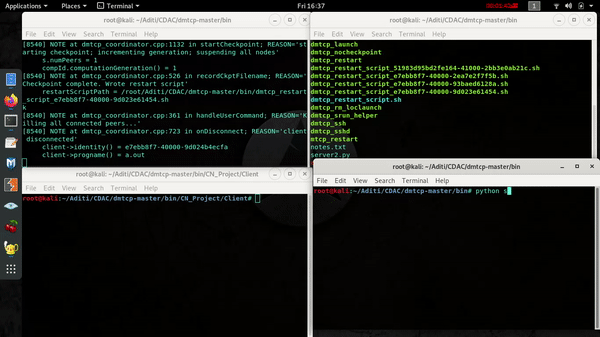 Applications Places Terminal Fri 16:37 1
root@kali: ~/Aditi/CDAC/dmtcp-master/bin
File Edit View Search Terminal Help
[8540] NOTE at dmtcp_coordinator.cpp:1132 in startCheckpoint; REASON='st
arting checkpoint; incrementing generation; suspending all nodes'
s.numPeers = 1
compId.computationGeneration() = 1
[8540] NOTE at dmtcp_coordinator.cpp:526 in recordCkptFilename; REASON='
Checkpoint complete. Wrote restart script'
restartScriptPath = /root/Aditi/CDAC/dmtcp-master/bin/dmtcp_restart
_script_e7ebb8f7-40000-9d023e61454.sh
k
[8540] NOTE at dmtcp_coordinator.cpp:361 in handleUserCommand; REASON='K
illing all connected peers...'
[8540] NOTE at dmtcp_coordinator.cpp:723 in onDisconnect; REASON='client
disconnected'
client->identity() = e7ebb8f7-40000-9d024b4ecfa
client->progname() = a.out
root@kali: ~/Aditi/CDAC/dmtcp-master/bin
File Edit View Search Terminal Help
dmtcp_launch
dmtcp_nocheckpoint
dmtcp_restart
dmtcp_restart_script_51983d95bd2fe164-41000-2bb3e0ab21c.sh
dmtcp_restart_script_e7ebb8f7-40000-2ea7e2f7f5b.sh
dmtcp_restart_script_e7ebb8f7-40000-93baed6128a.sh
dmtcp_restart_script_e7ebb8f7-40000-9d023e61454.sh
dmtcp_restart_script.sh
dmtcp_rm_loclaunch
dmtcp_srun_helper
dmtcp_ssh
dmtcp_sshd
mtcp_restart
notes.txt
server2.py
root@kali: ~/Aditi/CDAC/dmtcp-master/bin/CN_Project/Client
File Edit View Search Terminal Help
root@kali:~/Aditi/CDAC/dmtcp-master/bin/CN_Project/Client#
root@kali: ~/Aditi/CDAC/dmtcp-master/bin
File Edit View Search Terminal Help
root@kali:~/Aditi/CDAC/dmtcp-master/bin# python s